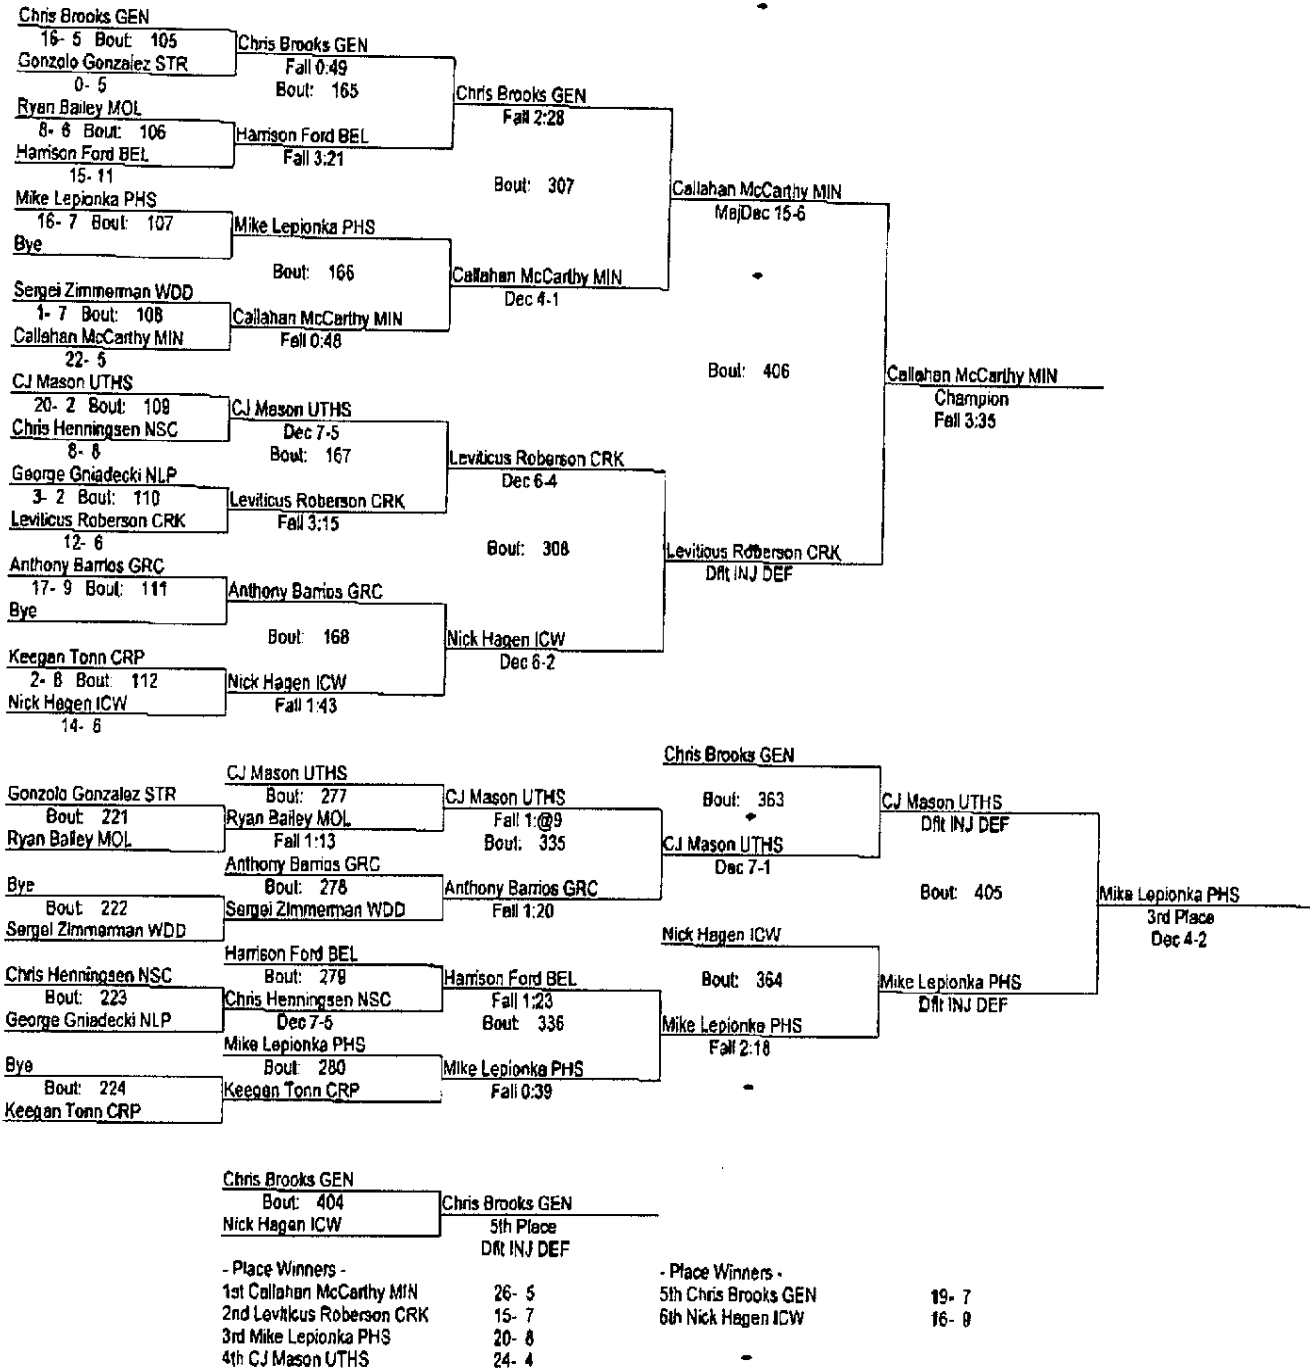 Chris Brooks GEN
16- 5 Bout: 105
Gonzolo Gonzalez STR
0- 5
Ryan Bailey MOL
8- 6 Bout: 106
Harrison Ford BEL
15- 11
Mike Lepionka PHS
16- 7 Bout: 107
Bye
Sergei Zimmerman WDD
1- 7 Bout: 108
Callahan McCarthy MIN
22- 5
CJ Mason UTHS
20- 2 Bout: 109
Chris Henningsen NSC
8- 8
George Gniadecki NLP
3- 2 Bout: 110
Leviticus Roberson CRK
12- 6
Anthony Barrios GRC
17- 9 Bout: 111
Bye
Keegan Tonn CRP
2- 8 Bout: 112
Nick Hagen ICW
14- 6
Chris Brooks GEN
Fall 0:49
Bout: 165
Harrison Ford BEL
Fall 3:21
Mike Lepionka PHS
Bout: 166
Callahan McCarthy MIN
Fall 0:48
CJ Mason UTHS
Dec 7-5
Bout: 167
Leviticus Roberson CRK
Fall 3:15
Anthony Barrios GRC
Bout: 168
Nick Hagen ICW
Fall 1:43
Chris Brooks GEN
Fall 2:28
Bout: 307
Callahan McCarthy MIN
Dec 4-1
Leviticus Roberson CRK
Dec 6-4
Bout: 308
Nick Hagen ICW
Dec 6-2
Callahan McCarthy MIN
MajDec 15-6
Bout: 406
Leviticus Roberson CRK
Dflt INJ DEF
Callahan McCarthy MIN
Champion
Fall 3:35
Gonzolo Gonzalez STR
Bout: 221
Ryan Bailey MOL
Bye
Bout: 222
Sergei Zimmerman WDD
Chris Henningsen NSC
Bout: 223
George Gniadecki NLP
Bye
Bout: 224
Keegan Tonn CRP
CJ Mason UTHS
Bout: 277
Ryan Bailey MOL
Fall 1:13
Anthony Barrios GRC
Bout: 278
Sergei Zimmerman WDD
Harrison Ford BEL
Bout: 279
Chris Henningsen NSC
Dec 7-5
Mike Lepionka PHS
Bout: 280
Keegan Tonn CRP
CJ Mason UTHS
Fall 1:@9
Bout: 335
Anthony Barrios GRC
Fall 1:20
Harrison Ford BEL
Fall 1:23
Bout: 336
Mike Lepionka PHS
Fall 0:39
Chris Brooks GEN
Bout: 363
CJ Mason UTHS
Dec 7-1
Nick Hagen ICW
Bout: 364
Mike Lepionka PHS
Fall 2:18
CJ Mason UTHS
Dflt INJ DEF
Bout: 405
Mike Lepionka PHS
Dflt INJ DEF
Mike Lepionka PHS
3rd Place
Dec 4-2
Chris Brooks GEN
Bout: 404
Nick Hagen ICW
Chris Brooks GEN
5th Place
Dflt INJ DEF
- Place Winners -
1st Callahan McCarthy MIN 26- 5
2nd Leviticus Roberson CRK 15- 7
3rd Mike Lepionka PHS 20- 8
4th CJ Mason UTHS 24- 4
- Place Winners -
5th Chris Brooks GEN 19- 7
6th Nick Hagen ICW 16- 9